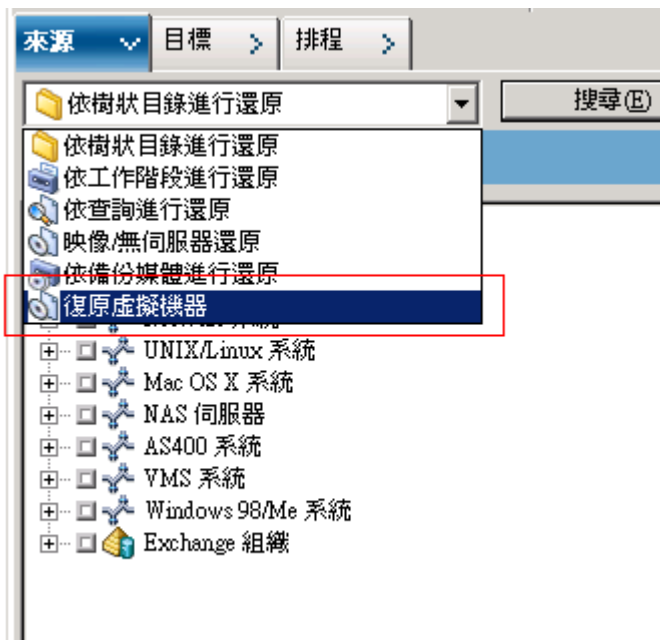 來源 目標 排程
依樹狀目錄進行還原 搜尋(E)
依樹狀目錄進行還原
依工作階段進行還原
依查詢進行還原
映像/無伺服器還原
依備份媒體進行還原
復原虛擬機器
UNIX/Linux 系統
Mac OS X 系統
NAS 伺服器
AS400 系統
VMS 系統
Windows 98/Me 系統
Exchange 組織